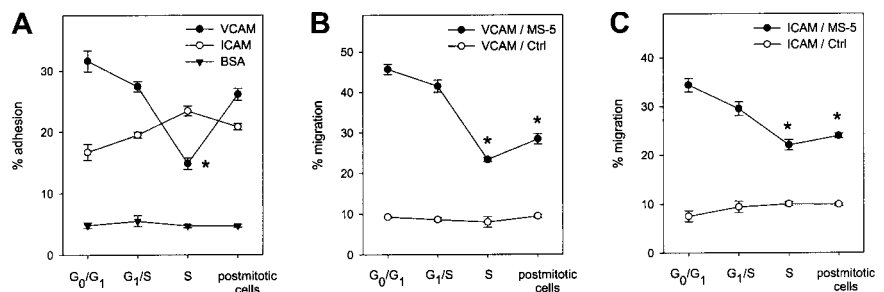 A
VCAM
ICAM
BSA
% adhesion
30
20
10
0
*
G0/G1
G1/S
S
postmitotic
cells
B
VCAM / MS-5
VCAM / Ctrl
% migration
50
40
30
20
10
0
*
*
G0/G1
G1/S
S
postmitotic
cells
C
ICAM / MS-5
ICAM / Ctrl
% migration
40
30
20
10
0
*
*
G0/G1
G1/S
S
postmitotic
cells